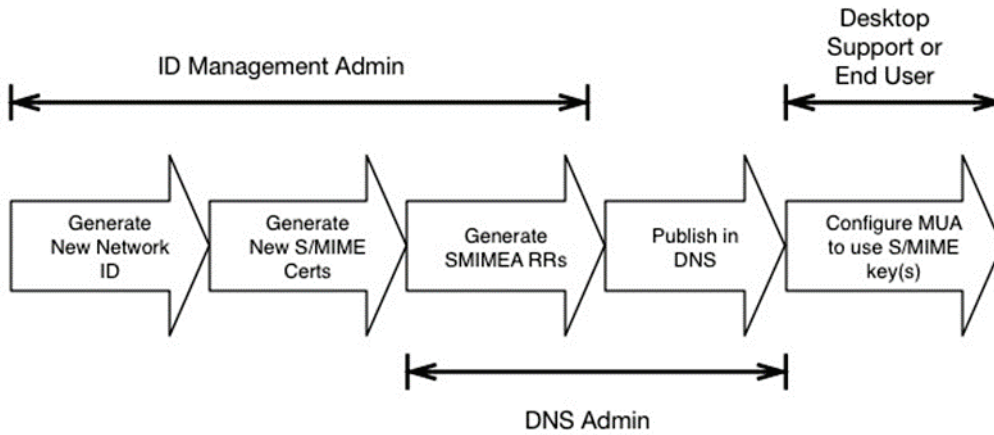 ID Management Admin
Desktop
Support or
End User
Generate
New Network
ID
Generate
New S/MIME
Certs
Generate
SMIMEA RRs
Publish in
DNS
Configure MUA
to use S/MIME
key(s)
DNS Admin